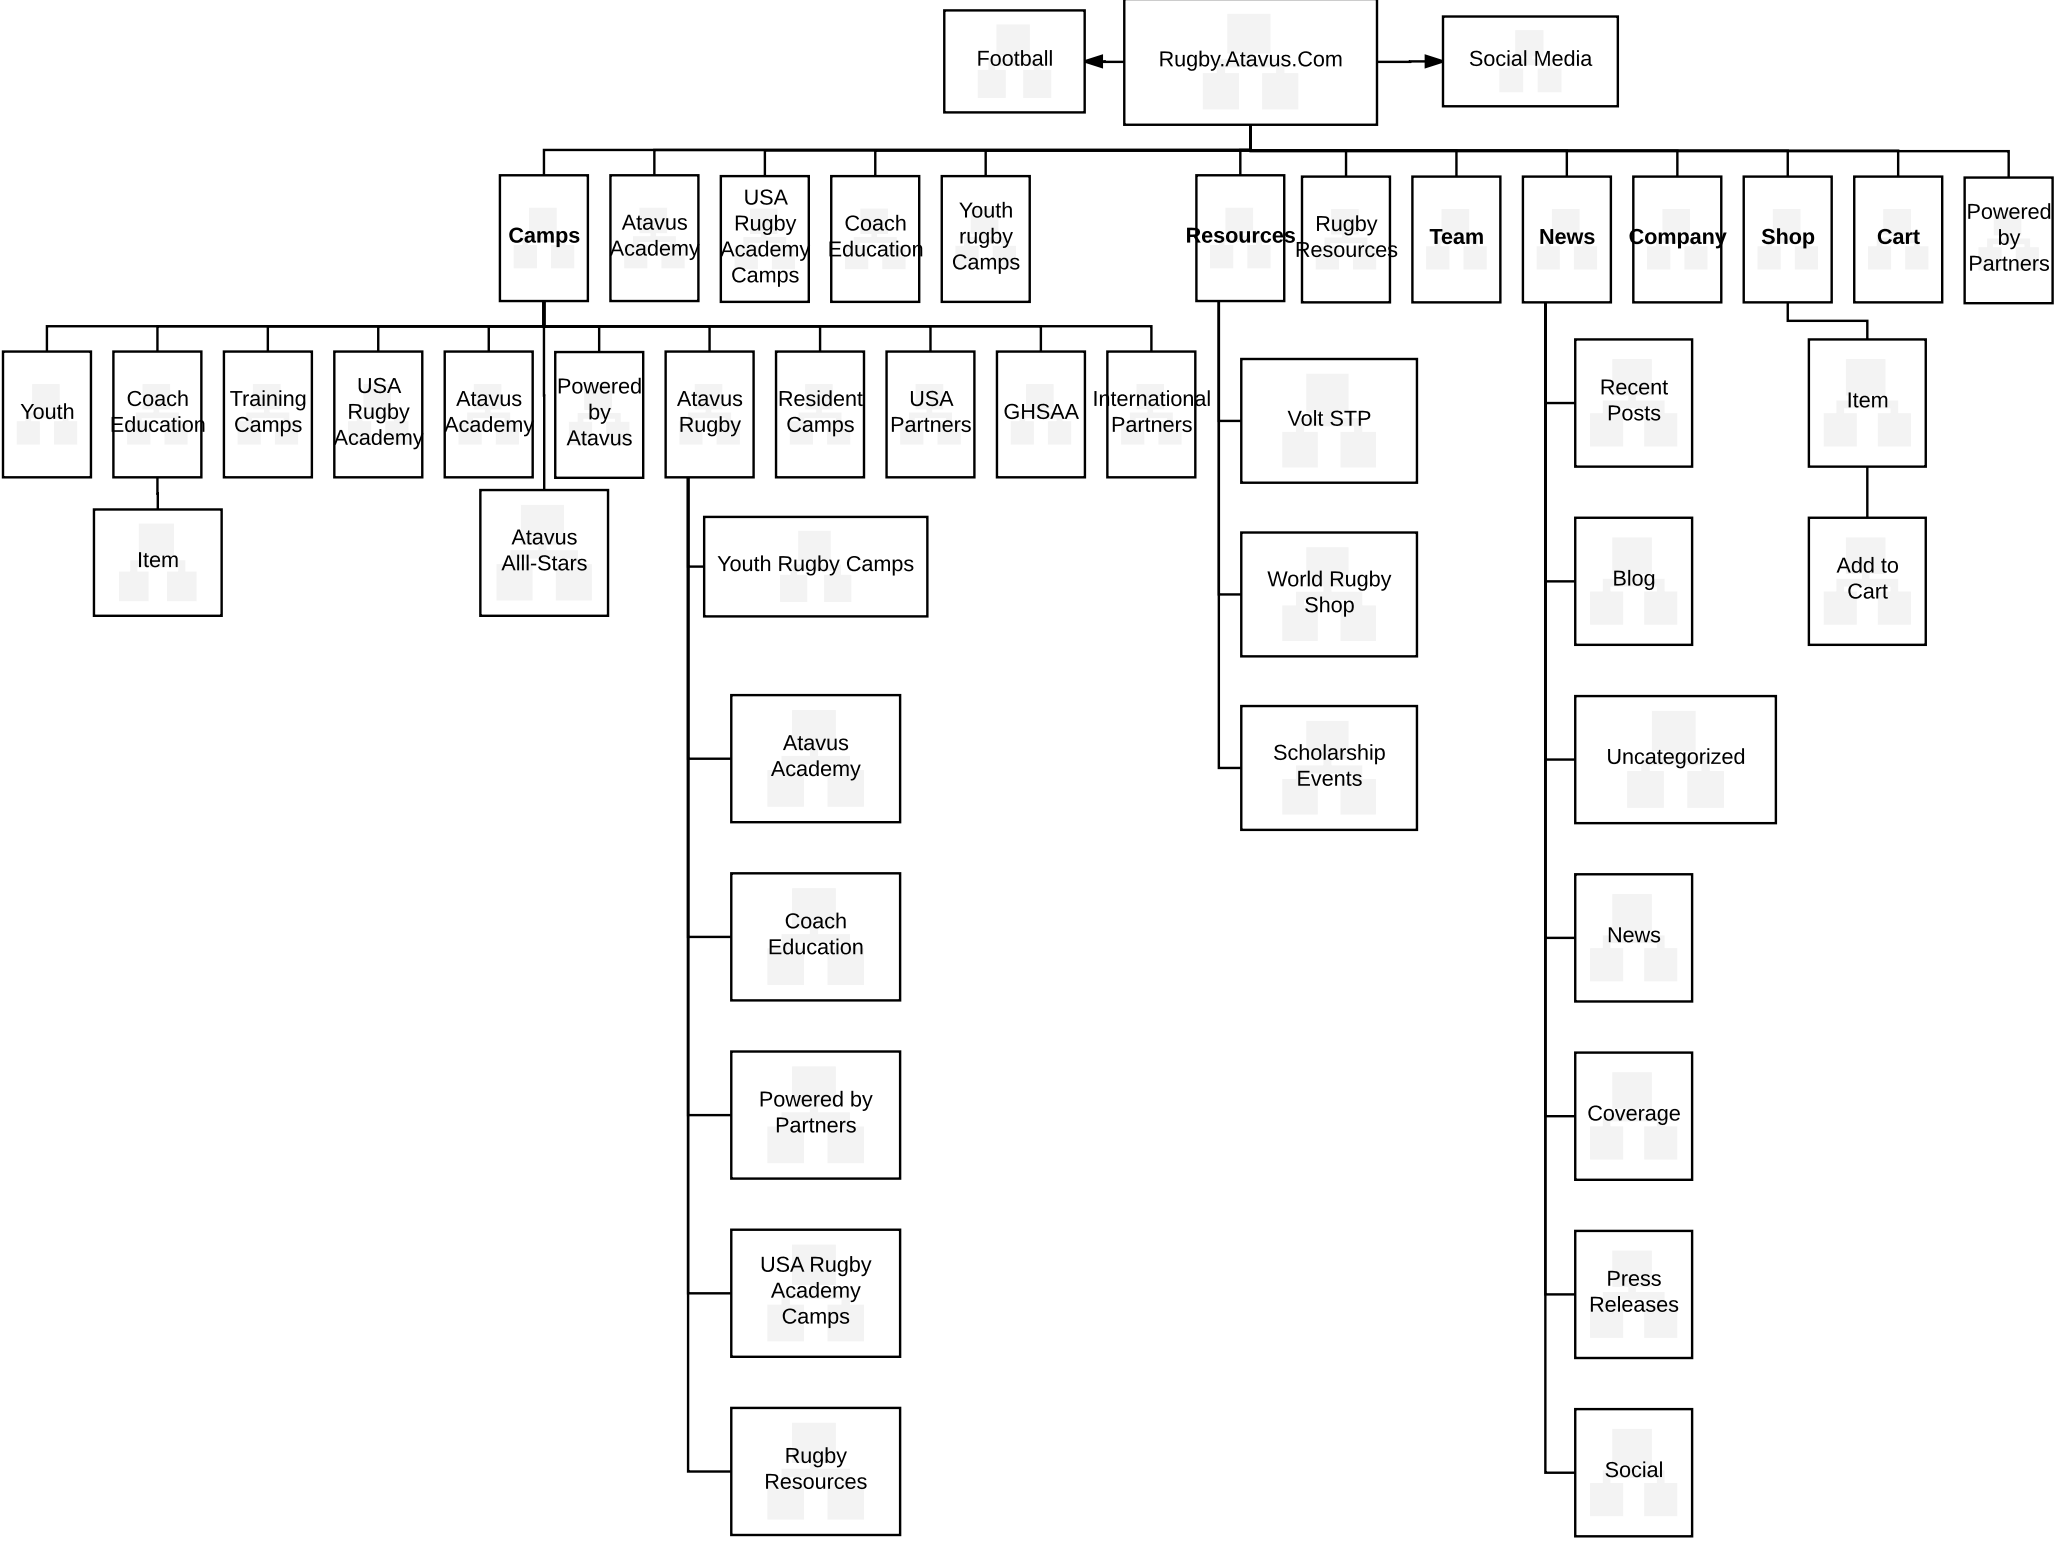 Football
Rugby.Atavus.Com
Social Media
Camps
Atavus
Academy
USA
Rugby
Academy
Camps
Coach
Education
Youth
rugby
Camps
Resources
Rugby
Resources
Team
News
Company
Shop
Cart
Powered
by
Partners
Youth
Coach
Education
Training
Camps
USA
Rugby
Academy
Atavus
Academy
Powered
by
Atavus
Atavus
Rugby
Resident
Camps
USA
Partners
GHSAA
International
Partners
Item
Atavus
Alll-Stars
Youth Rugby Camps
Atavus
Academy
Coach
Education
Powered by
Partners
USA Rugby
Academy
Camps
Rugby
Resources
Volt STP
World Rugby
Shop
Scholarship
Events
Recent
Posts
Blog
Uncategorized
News
Coverage
Press
Releases
Social
Item
Add to
Cart